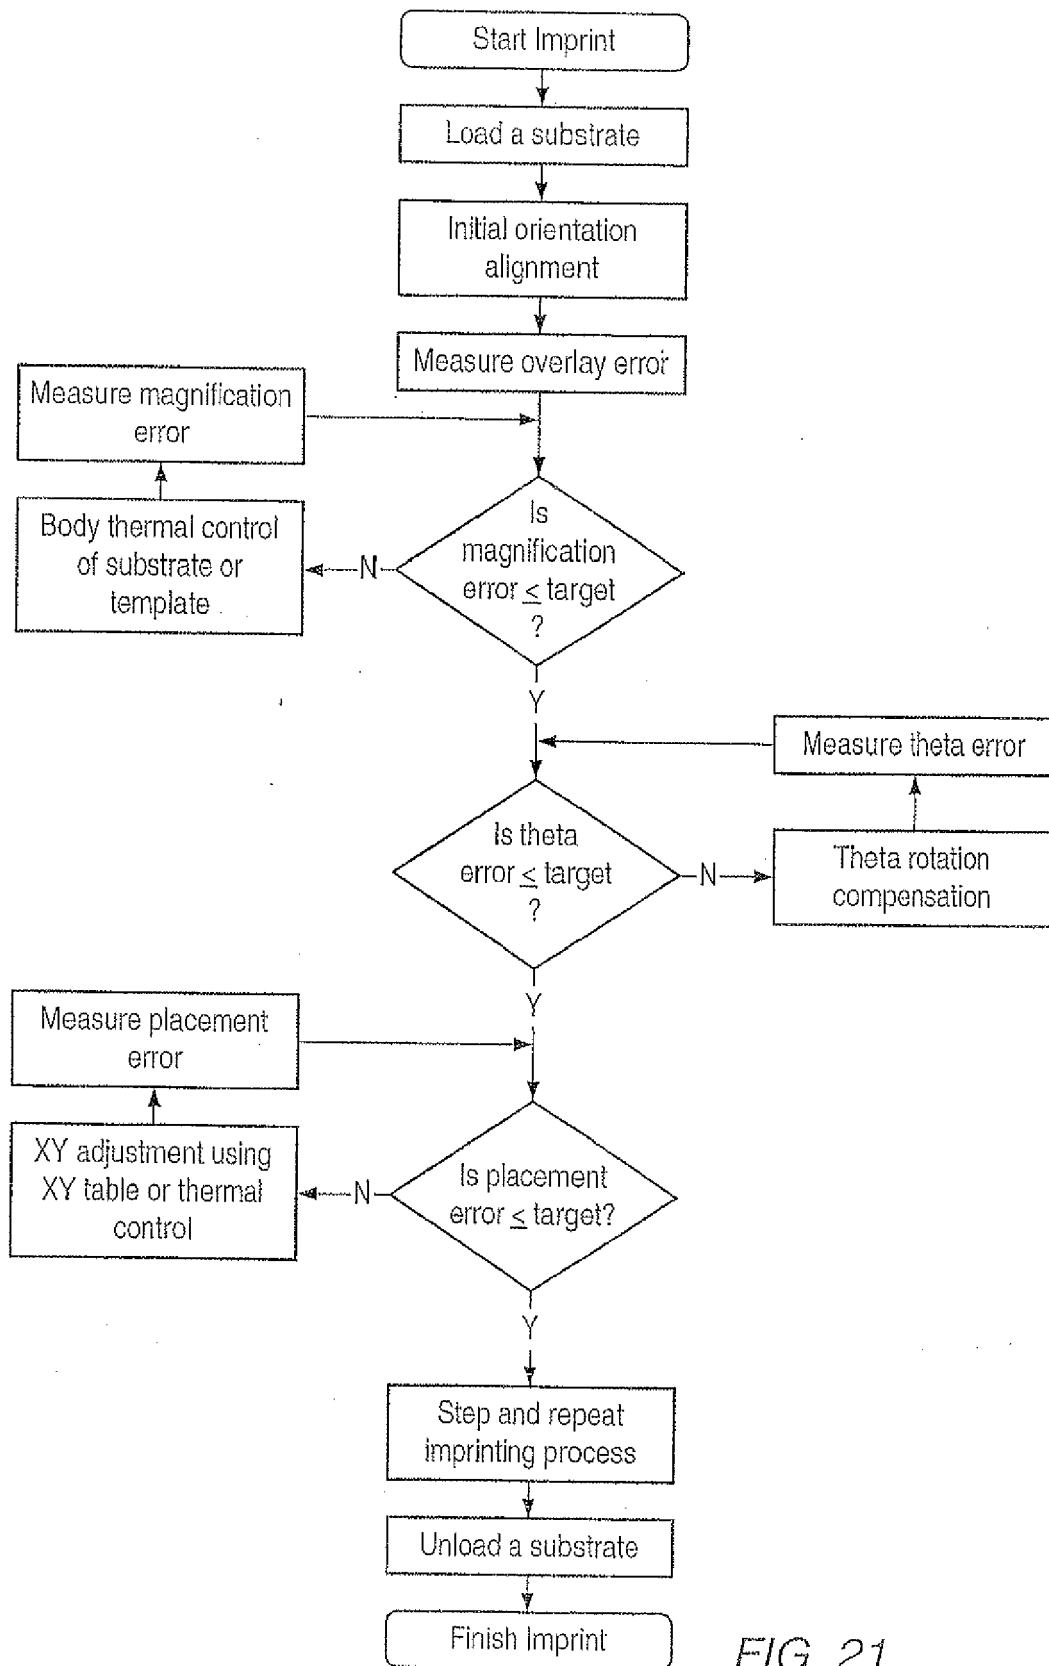 Start Imprint
Load a substrate
Initial orientation
alignment
Measure overlay error
Measure magnification
error
Body thermal control
of substrate or
template
N
Is
magnification
error ≤ target
?
Y
Measure theta error
Is theta
error ≤ target
?
N
Theta rotation
compensation
Y
Measure placement
error
XY adjustment using
XY table or thermal
control
N
Is placement
error ≤ target?
Y
Step and repeat
imprinting process
Unload a substrate
Finish Imprint
FIG. 21